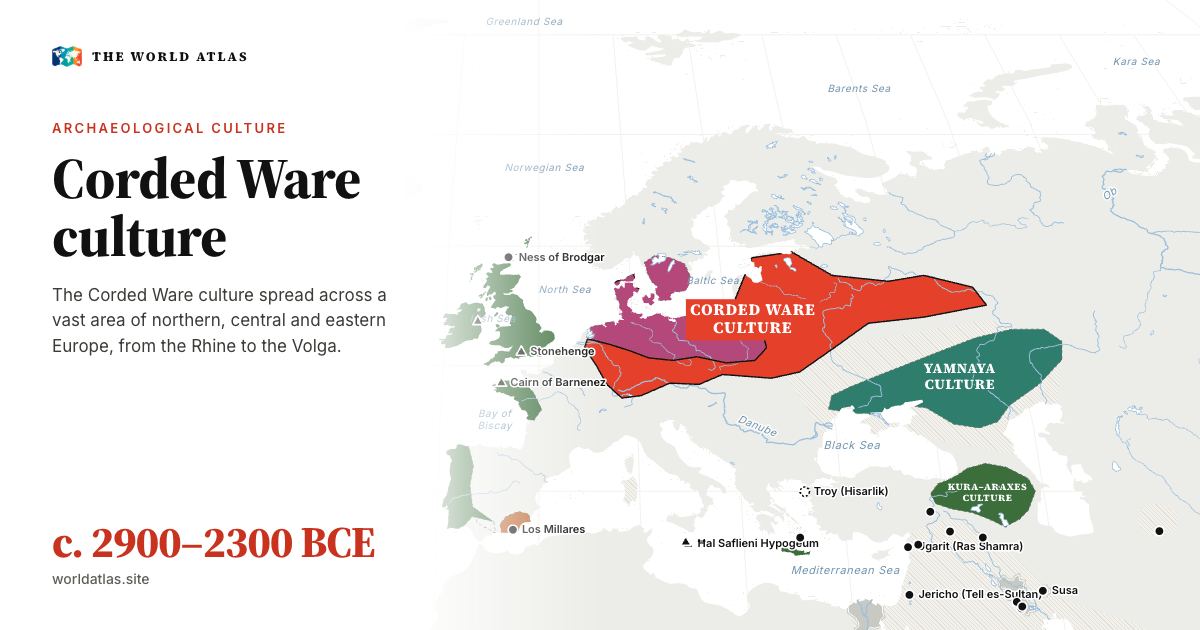 THE WORLD ATLAS
ARCHAEOLOGICAL CULTURE
Corded Ware
culture
The Corded Ware culture spread across a
vast area of northern, central and eastern
Europe, from the Rhine to the Volga.
c. 2900–2300 BCE
worldatlas.site
Greenland Sea
Kara Sea
Barents Sea
Norwegian Sea
Ob
Ness of Brodgar
Baltic Sea
North Sea
CORDED WARE
CULTURE
Stonehenge
YAMNAYA
CULTURE
Cairn of Barnenez
Bay of
Biscay
Danube
Black Sea
KURA–ARAXES
CULTURE
Troy (Hisarlik)
Los Millares
Ħal Saflieni Hypogeum
Ugarit (Ras Shamra)
Mediterranean Sea
Jericho (Tell es-Sultan)
Susa